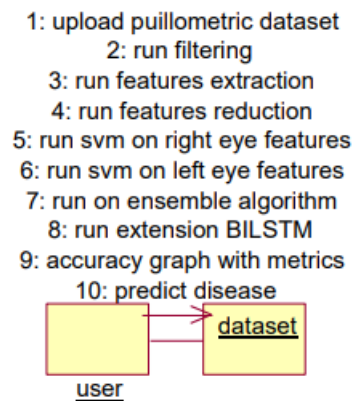 1: upload puillometric dataset
2: run filtering
3: run features extraction
4: run features reduction
5: run svm on right eye features
6: run svm on left eye features
7: run on ensemble algorithm
8: run extension BILSTM
9: accuracy graph with metrics
10: predict disease
dataset
user